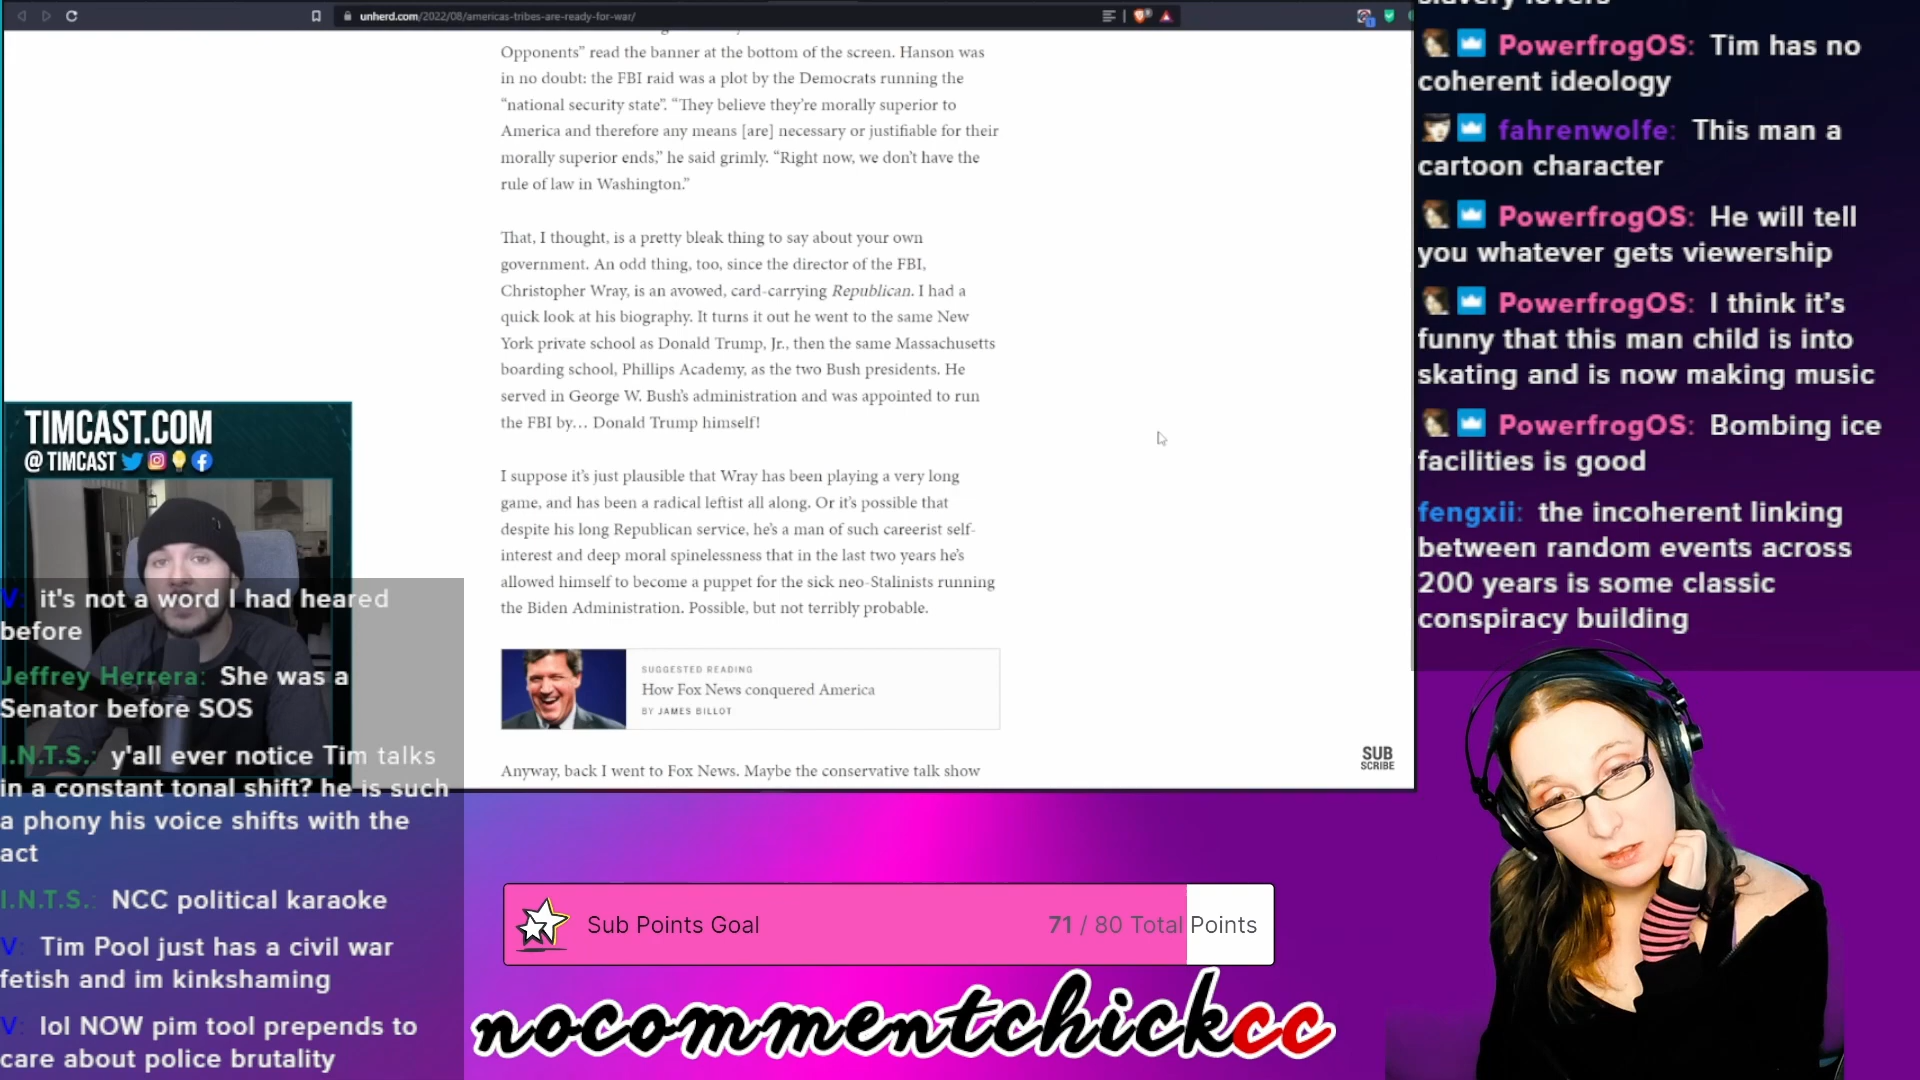 unherd.com/2022/08/americas-tribes-are-ready-for-war/
Opponents” read the banner at the bottom of the screen. Hanson was
in no doubt: the FBI raid was a plot by the Democrats running the
“national security state”. “They believe they’re morally superior to
America and therefore any means [are] necessary or justifiable for their
morally superior ends,” he said grimly. “Right now, we don’t have the
rule of law in Washington.”
That, I thought, is a pretty bleak thing to say about your own
government. An odd thing, too, since the director of the FBI,
Christopher Wray, is an avowed, card-carrying Republican. I had a
quick look at his biography. It turns it out he went to the same New
York private school as Donald Trump, Jr., then the same Massachusetts
boarding school, Phillips Academy, as the two Bush presidents. He
served in George W. Bush’s administration and was appointed to run
the FBI by… Donald Trump himself!
I suppose it’s just plausible that Wray has been playing a very long
game, and has been a radical leftist all along. Or it’s possible that
despite his long Republican service, he’s a man of such careerist self-
interest and deep moral spinelessness that in the last two years he’s
allowed himself to become a puppet for the sick neo-Stalinists running
the Biden Administration. Possible, but not terribly probable.
SUGGESTED READING
How Fox News conquered America
BY JAMES BILLOT
Anyway, back I went to Fox News. Maybe the conservative talk show
SUB
SCRIBE
TIMCAST.COM
@TIMCAST
V: it's not a word I had heared
before
Jeffrey Herrera: She was a
Senator before SOS
I.N.T.S.: y'all ever notice Tim talks
in a constant tonal shift? he is such
a phony his voice shifts with the
act
I.N.T.S.: NCC political karaoke
V: Tim Pool just has a civil war
fetish and im kinkshaming
V: lol NOW pim tool prepends to
care about police brutality
slavery lovers
PowerfrogOS: Tim has no
coherent ideology
fahrenwolfe: This man a
cartoon character
PowerfrogOS: He will tell
you whatever gets viewership
PowerfrogOS: I think it's
funny that this man child is into
skating and is now making music
PowerfrogOS: Bombing ice
facilities is good
fengxii: the incoherent linking
between random events across
200 years is some classic
conspiracy building
Sub Points Goal 71 / 80 Total Points
nocommentchickcc